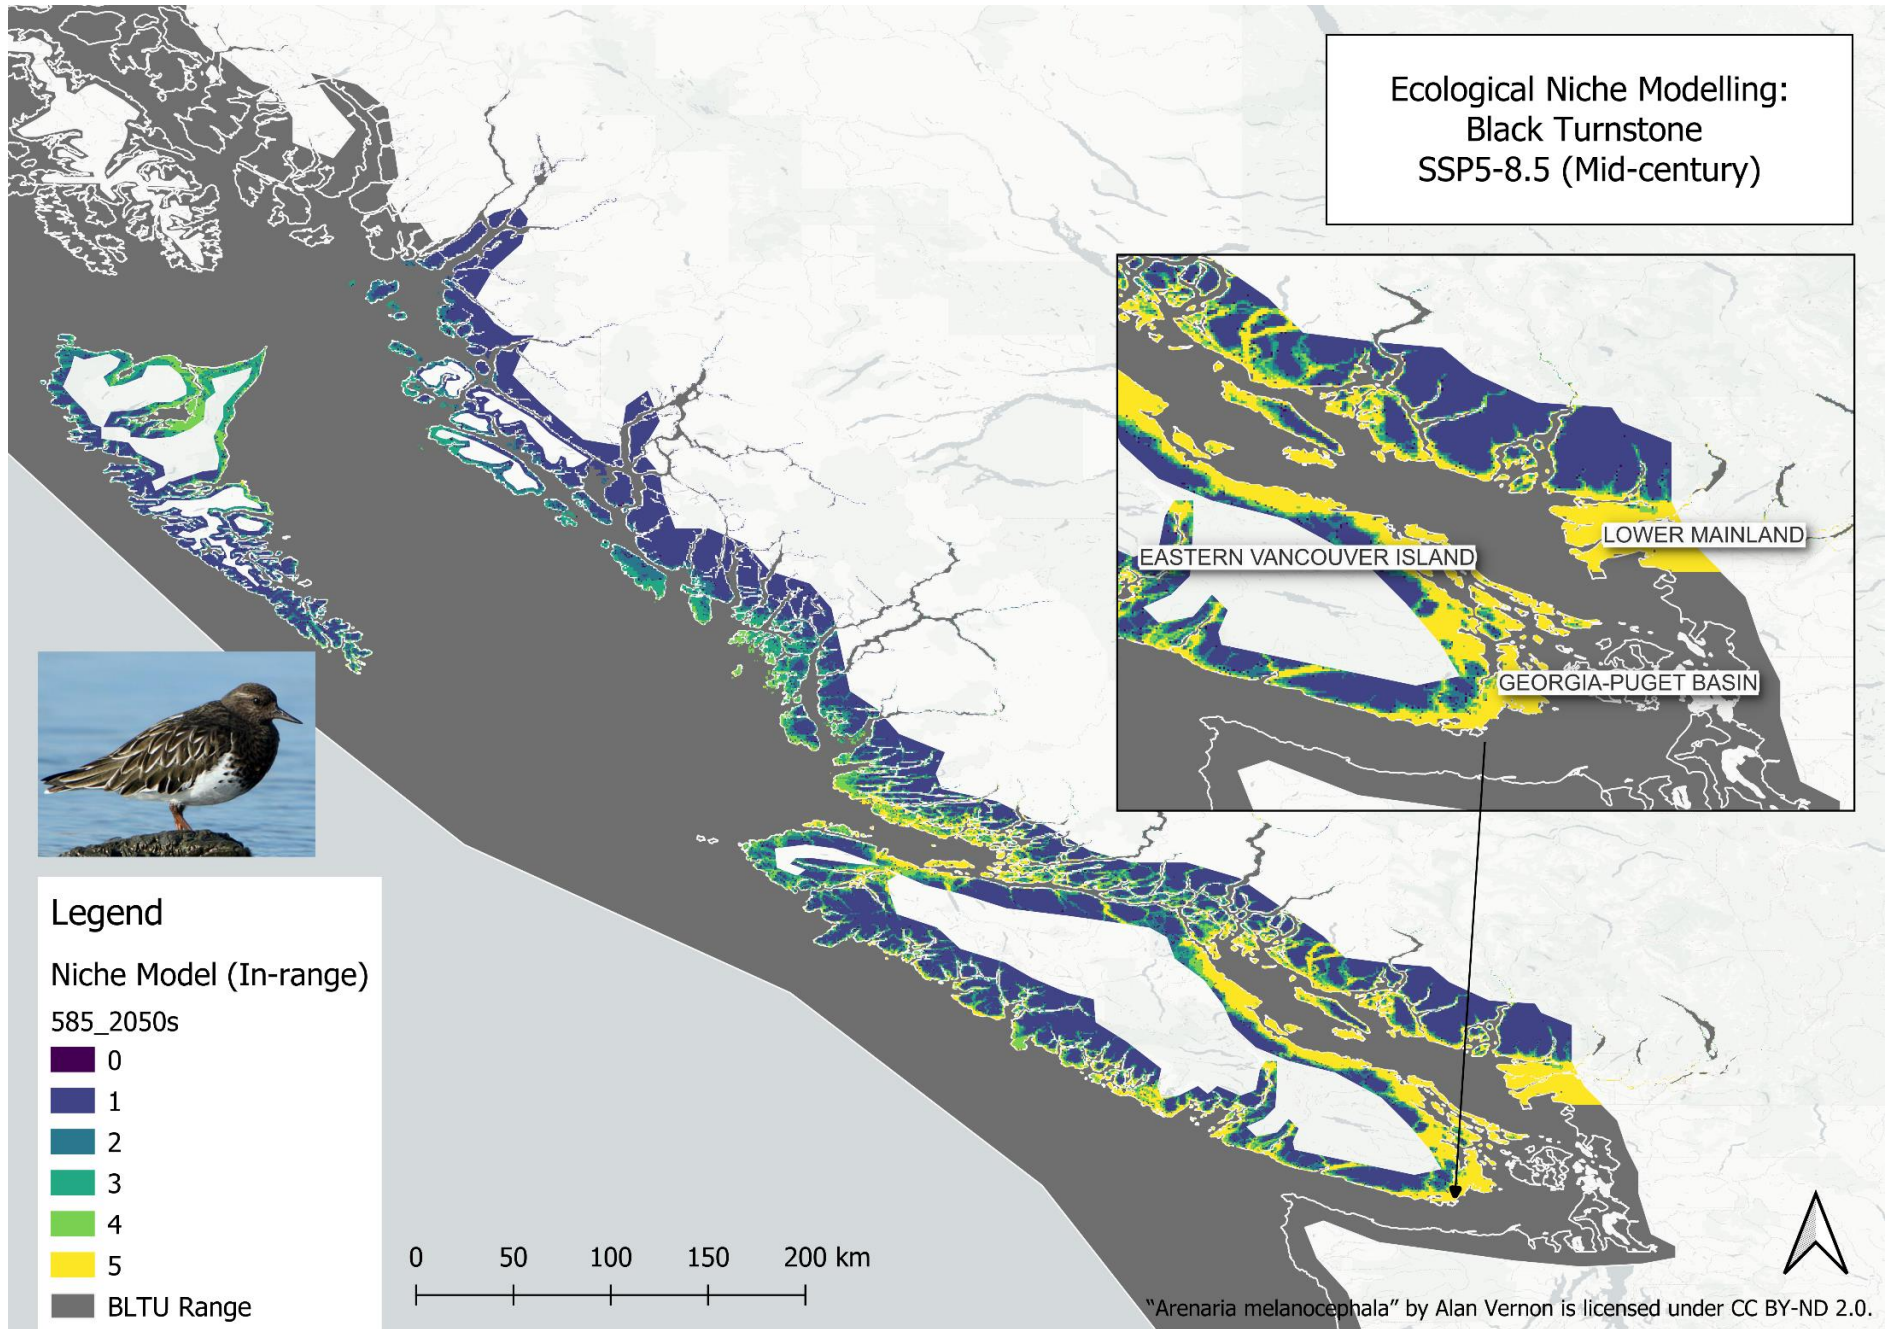 Ecological Niche Modelling:
Black Turnstone
SSP5-8.5 (Mid-century)
LOWER MAINLAND
EASTERN VANCOUVER ISLAND
GEORGIA-PUGET BASIN
Legend
Niche Model (In-range)
585_2050s
0
1
2
3
4
5
BLTU Range
0 50 100 150 200 km
"Arenaria melanocephala" by Alan Vernon is licensed under CC BY-ND 2.0.